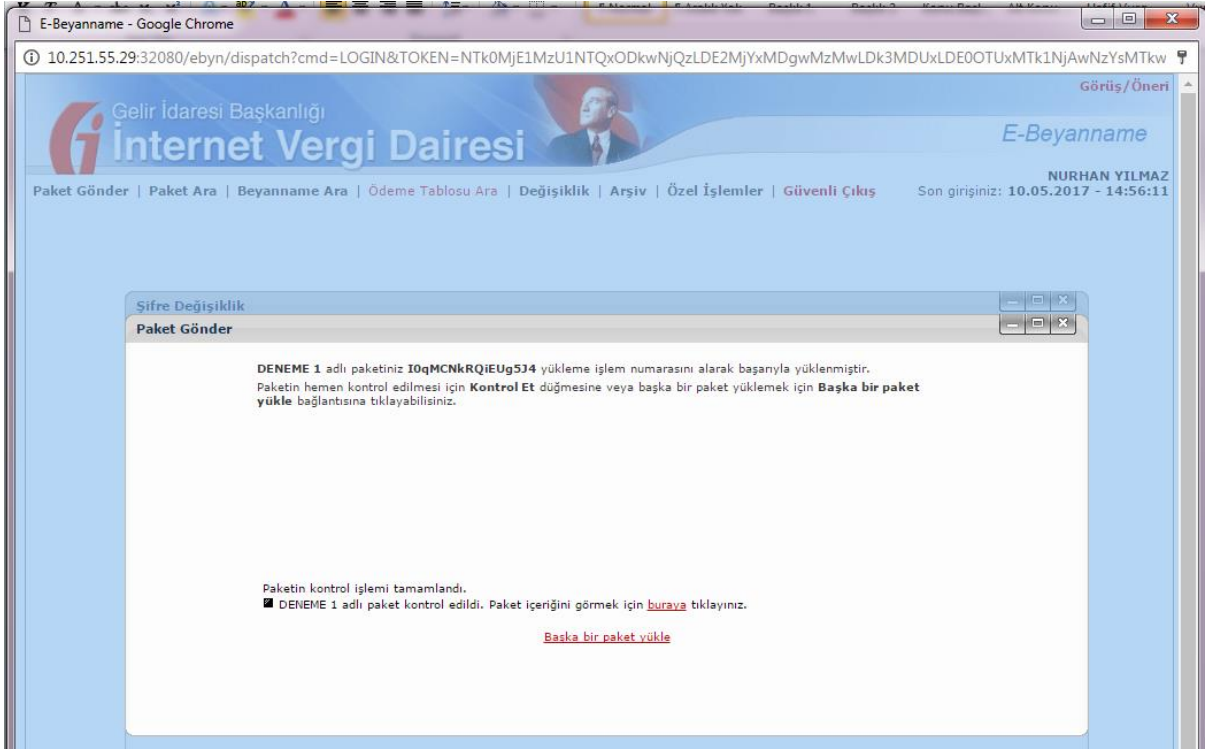 E-Beyanname - Google Chrome
10.251.55.29:32080/ebyn/dispatch?cmd=LOGIN&TOKEN=NTk0MjE1MzU1NTQxODkwNjQzLDE2MjYxMDgwMzMwLDk3MDUxLDE0OTUxMTk1NjAwNzYsMTkw
Görüş/Öneri
Gelir İdaresi Başkanlığı
İnternet Vergi Dairesi
E-Beyanname
NURHAN YILMAZ
Paket Gönder | Paket Ara | Beyanname Ara | Ödeme Tablosu Ara | Değişiklik | Arşiv | Özel İşlemler | Güvenli Çıkış
Son girişiniz: 10.05.2017 - 14:56:11
Şifre Değişiklik
Paket Gönder
DENEME 1 adlı paketiniz I0qMCNkRQiEUg5J4 yükleme işlem numarasını alarak başarıyla yüklenmiştir.
Paketin hemen kontrol edilmesi için Kontrol Et düğmesine veya başka bir paket yüklemek için Başka bir paket
yükle bağlantısına tıklayabilisiniz.
Paketin kontrol işlemi tamamlandı.
DENEME 1 adlı paket kontrol edildi. Paket içeriğini görmek için buraya tıklayınız.
Başka bir paket yükle